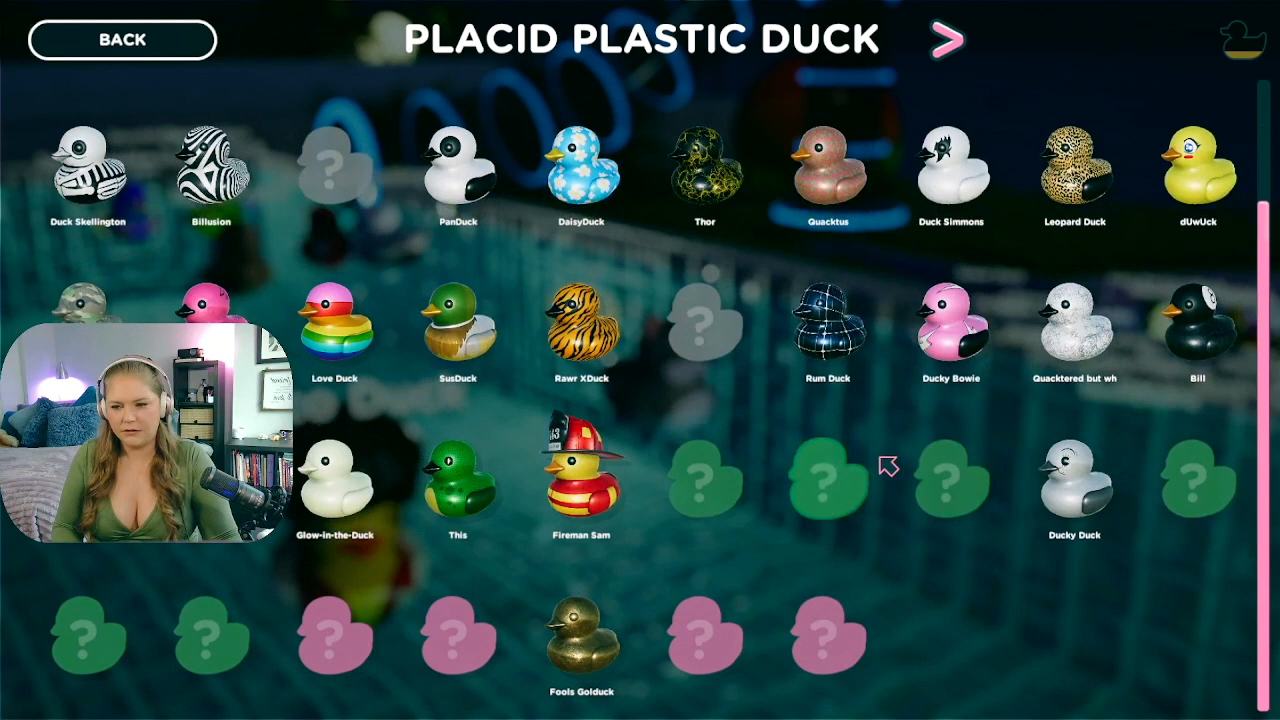 BACK
PLACID PLASTIC DUCK
Duck Skellington
Billusion
?
PanDuck
DaisyDuck
Thor
Quacktus
Duck Simmons
Leopard Duck
dUwUck
Love Duck
SusDuck
Rawr XDuck
?
Rum Duck
Ducky Bowie
Quacktered but wh
Bill
Glow-in-the-Duck
This
Fireman Sam
?
?
?
Ducky Duck
?
?
?
?
?
Fools Golduck
?
?